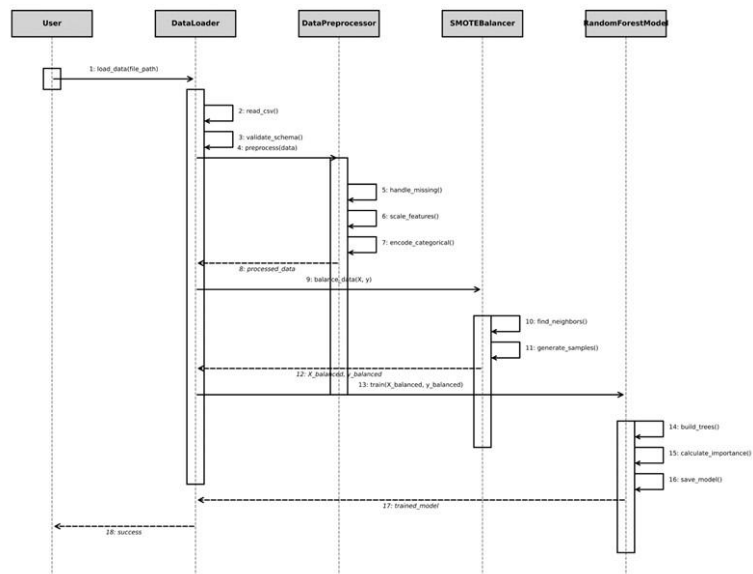 User
DataLoader
DataPreprocessor
SMOTEBalancer
RandomForestModel
1: load_data(file_path)
2: read_csv()
3: validate_schema()
4: preprocess(data)
5: handle_missing()
6: scale_features()
7: encode_categorical()
8: processed_data
9: balance_data(X, y)
10: find_neighbors()
11: generate_samples()
12: X_balanced, y_balanced
13: train(X_balanced, y_balanced)
14: build_trees()
15: calculate_importance()
16: save_model()
17: trained_model
18: success